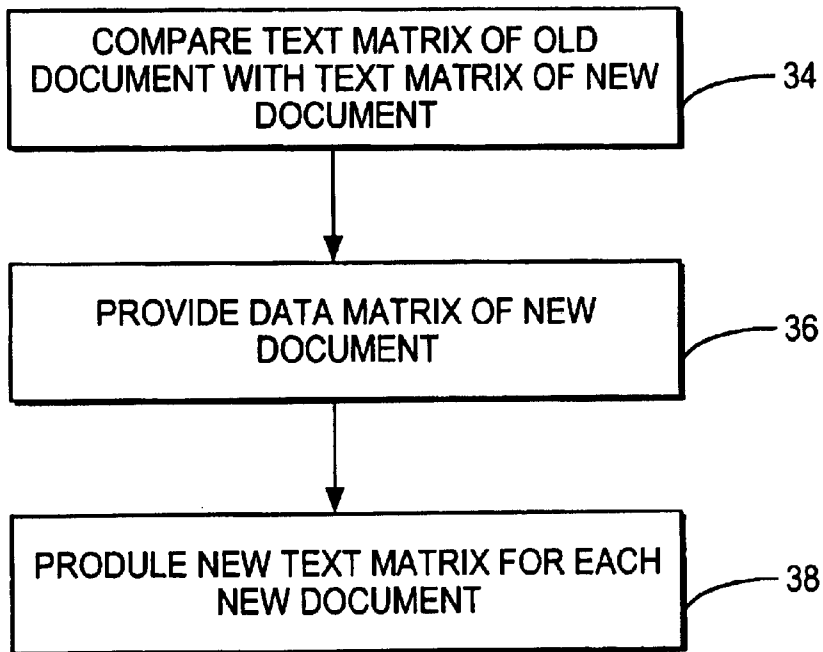 COMPARE TEXT MATRIX OF OLD
DOCUMENT WITH TEXT MATRIX OF NEW
DOCUMENT
34
PROVIDE DATA MATRIX OF NEW
DOCUMENT
36
PRODULE NEW TEXT MATRIX FOR EACH
NEW DOCUMENT
38